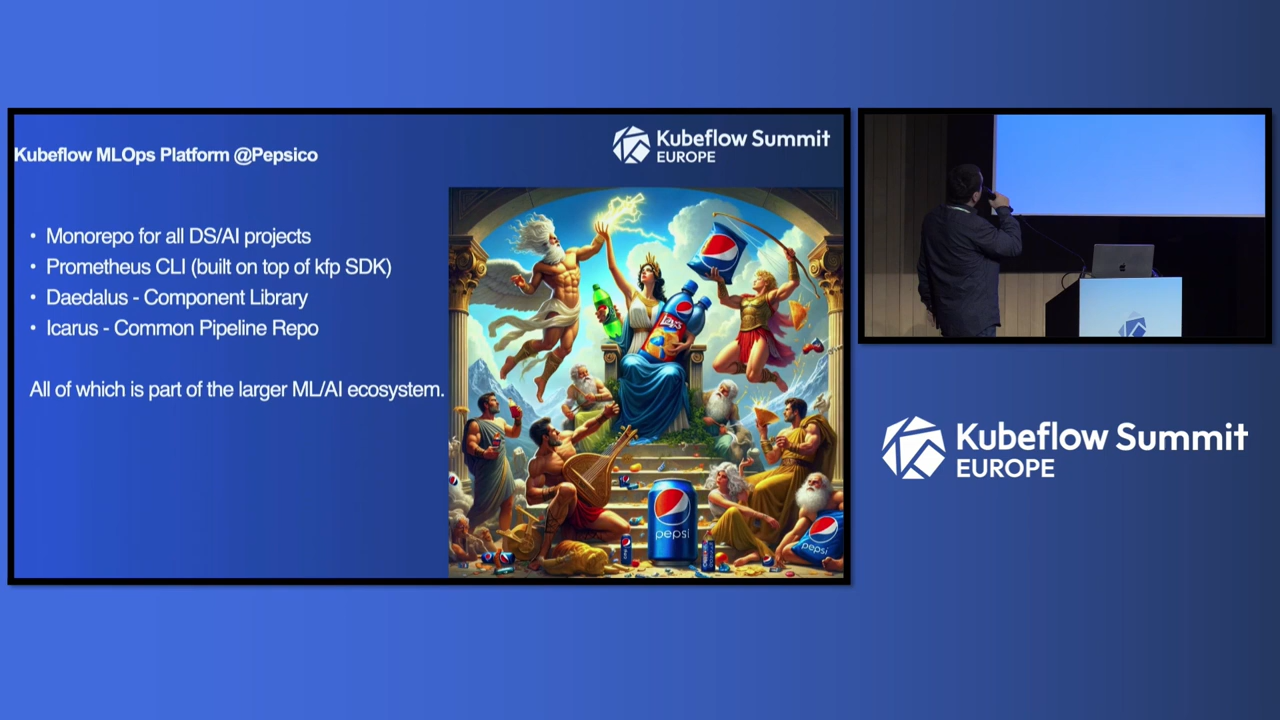 Kubeflow MLOps Platform @Pepsico
Kubeflow Summit
EUROPE
• Monorepo for all DS/AI projects
• Prometheus CLI (built on top of kfp SDK)
• Daedalus - Component Library
• Icarus - Common Pipeline Repo
All of which is part of the larger ML/AI ecosystem.
Lay's
pepsi
pepsi
Kubeflow Summit
EUROPE